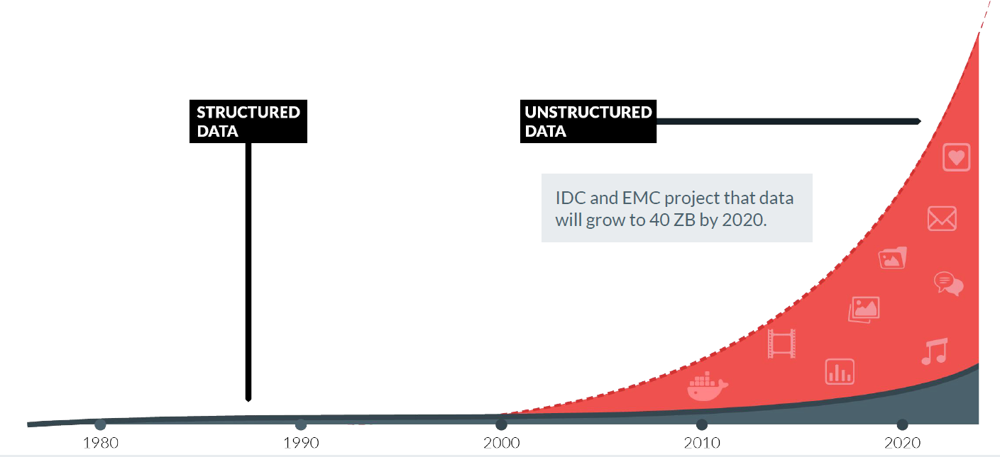 STRUCTURED
DATA
UNSTRUCTURED
DATA
IDC and EMC project that data
will grow to 40 ZB by 2020.
1980
1990
2000
2010
2020